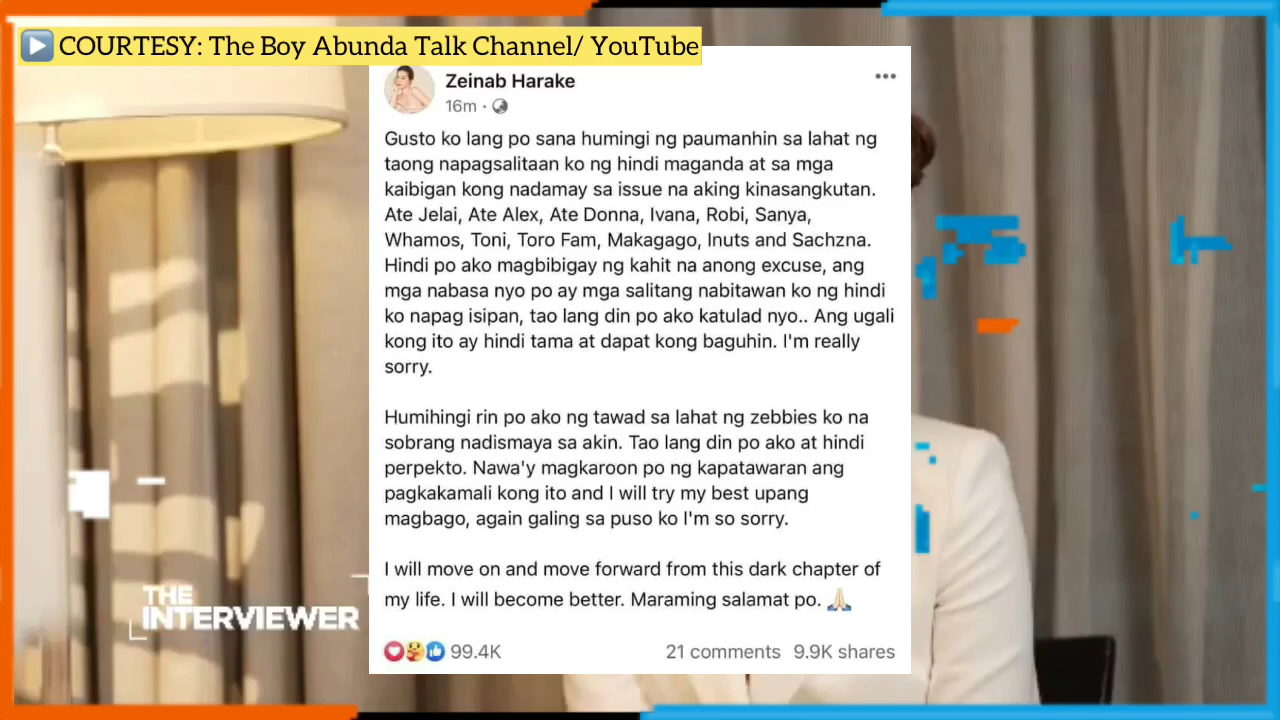 COURTESY: The Boy Abunda Talk Channel/ YouTube
Zeinab Harake
16m ·
Gusto ko lang po sana humingi ng paumanhin sa lahat ng
taong napagsalitaan ko ng hindi maganda at sa mga
kaibigan kong nadamay sa issue na aking kinasangkutan.
Ate Jelai, Ate Alex, Ate Donna, Ivana, Robi, Sanya,
Whamos, Toni, Toro Fam, Makagago, Inuts and Sachzna.
Hindi po ako magbibigay ng kahit na anong excuse, ang
mga nabasa nyo po ay mga salitang nabitawan ko ng hindi
ko napag isipan, tao lang din po ako katulad nyo.. Ang ugali
kong ito ay hindi tama at dapat kong baguhin. I'm really
sorry.
Humihingi rin po ako ng tawad sa lahat ng zebbies ko na
sobrang nadismaya sa akin. Tao lang din po ako at hindi
perpekto. Nawa'y magkaroon po ng kapatawaran ang
pagkakamali kong ito and I will try my best upang
magbago, again galing sa puso ko I'm so sorry.
I will move on and move forward from this dark chapter of
my life. I will become better. Maraming salamat po. 🙏🏻
99.4K
21 comments 9.9K shares
THE
INTERVIEWER